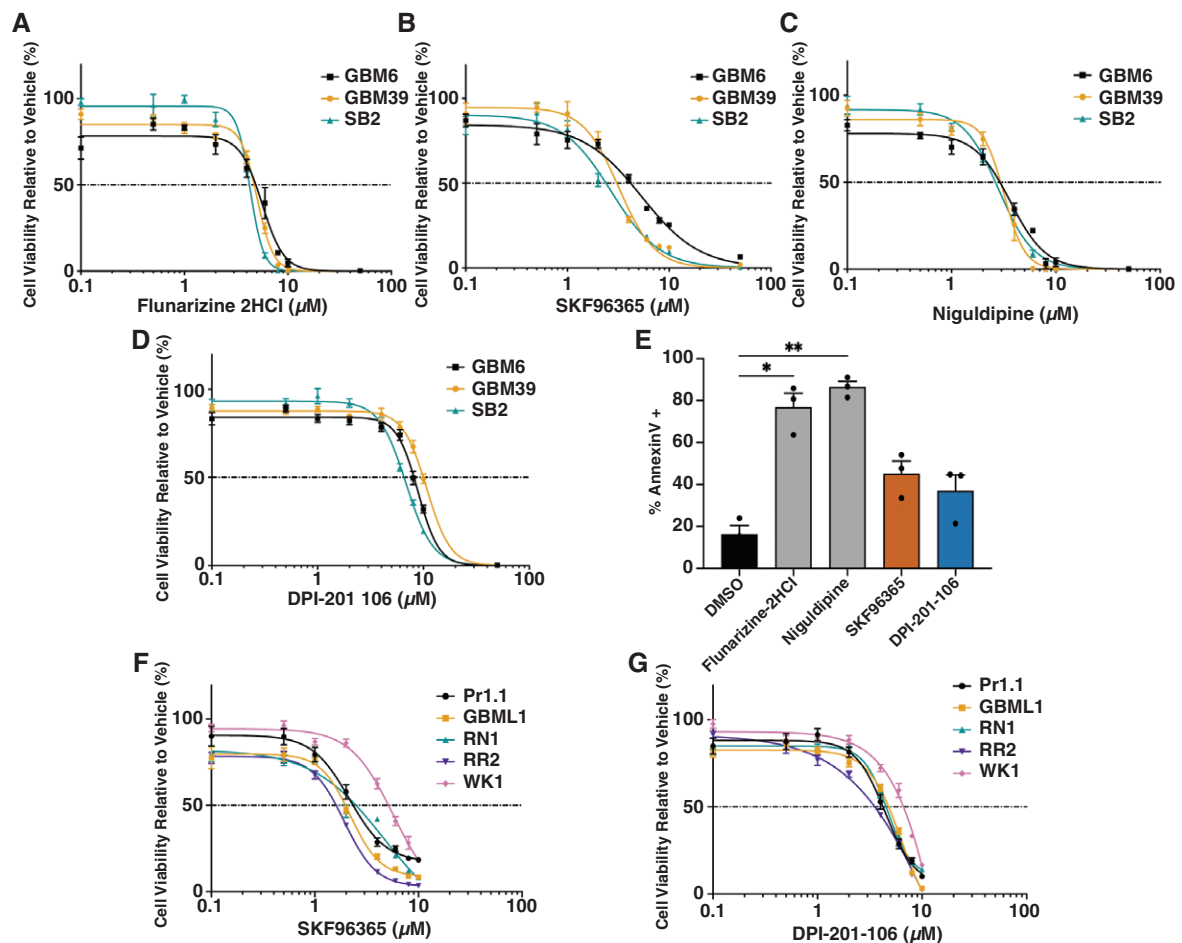 A
Cell Viability Relative to Vehicle (%)
100
50
0
0.1
1
10
100
Flunarizine 2HCl (µM)
GBM6
GBM39
SB2
B
Cell Viability Relative to Vehicle (%)
100
50
0
0.1
1
10
100
SKF96365 (µM)
GBM6
GBM39
SB2
C
Cell Viability Relative to Vehicle (%)
100
50
0
0.1
1
10
100
Niguldipine (µM)
GBM6
GBM39
SB2
D
Cell Viability Relative to Vehicle (%)
100
50
0
0.1
1
10
100
DPI-201 106 (µM)
GBM6
GBM39
SB2
E
% AnnexinV +
100
80
60
40
20
0
*
**
DMSO
Flunarizine-2HCl
Niguldipine
SKF96365
DPI-201-106
F
Cell Viability Relative to Vehicle (%)
100
50
0
0.1
1
10
100
SKF96365 (µM)
Pr1.1
GBML1
RN1
RR2
WK1
G
Cell Viability Relative to Vehicle (%)
100
50
0
0.1
1
10
100
DPI-201-106 (µM)
Pr1.1
GBML1
RN1
RR2
WK1